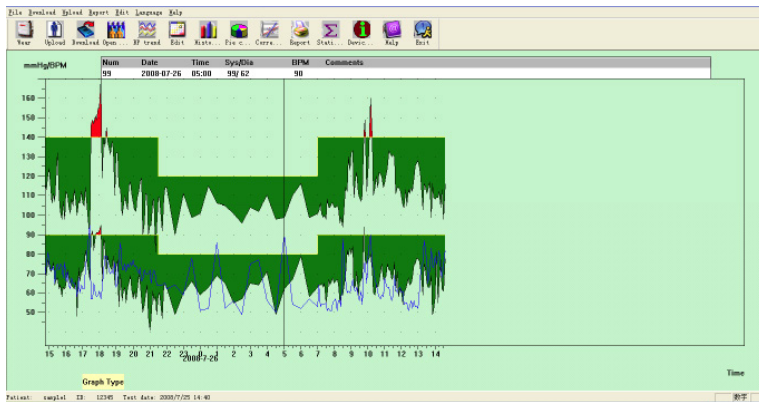 File Download Upload Report Edit Language Help
Wear Upload Download Open ... BP trend Edit Histo... Pie c... Corre... Report Stati... Devic... Help Exit
mmHg/BPM
Num Date Time Sys/Dia BPM Comments
99 2008-07-26 05:00 99/ 62 90
160
150
140
130
120
110
100
90
80
70
60
50
15 16 17 18 19 20 21 22 23 0 1 2 3 4 5 6 7 8 9 10 11 12 13 14
2008-7-26
Time
Graph Type
Patient: sample1 ID: 12345 Test date: 2008/7/25 14:40 数字